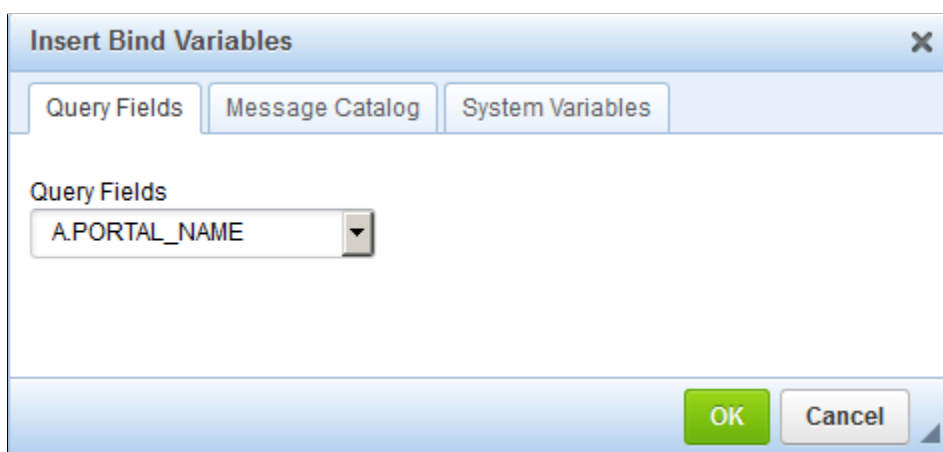 Insert Bind Variables
Query Fields Message Catalog System Variables
Query Fields
A.PORTAL_NAME
OK Cancel